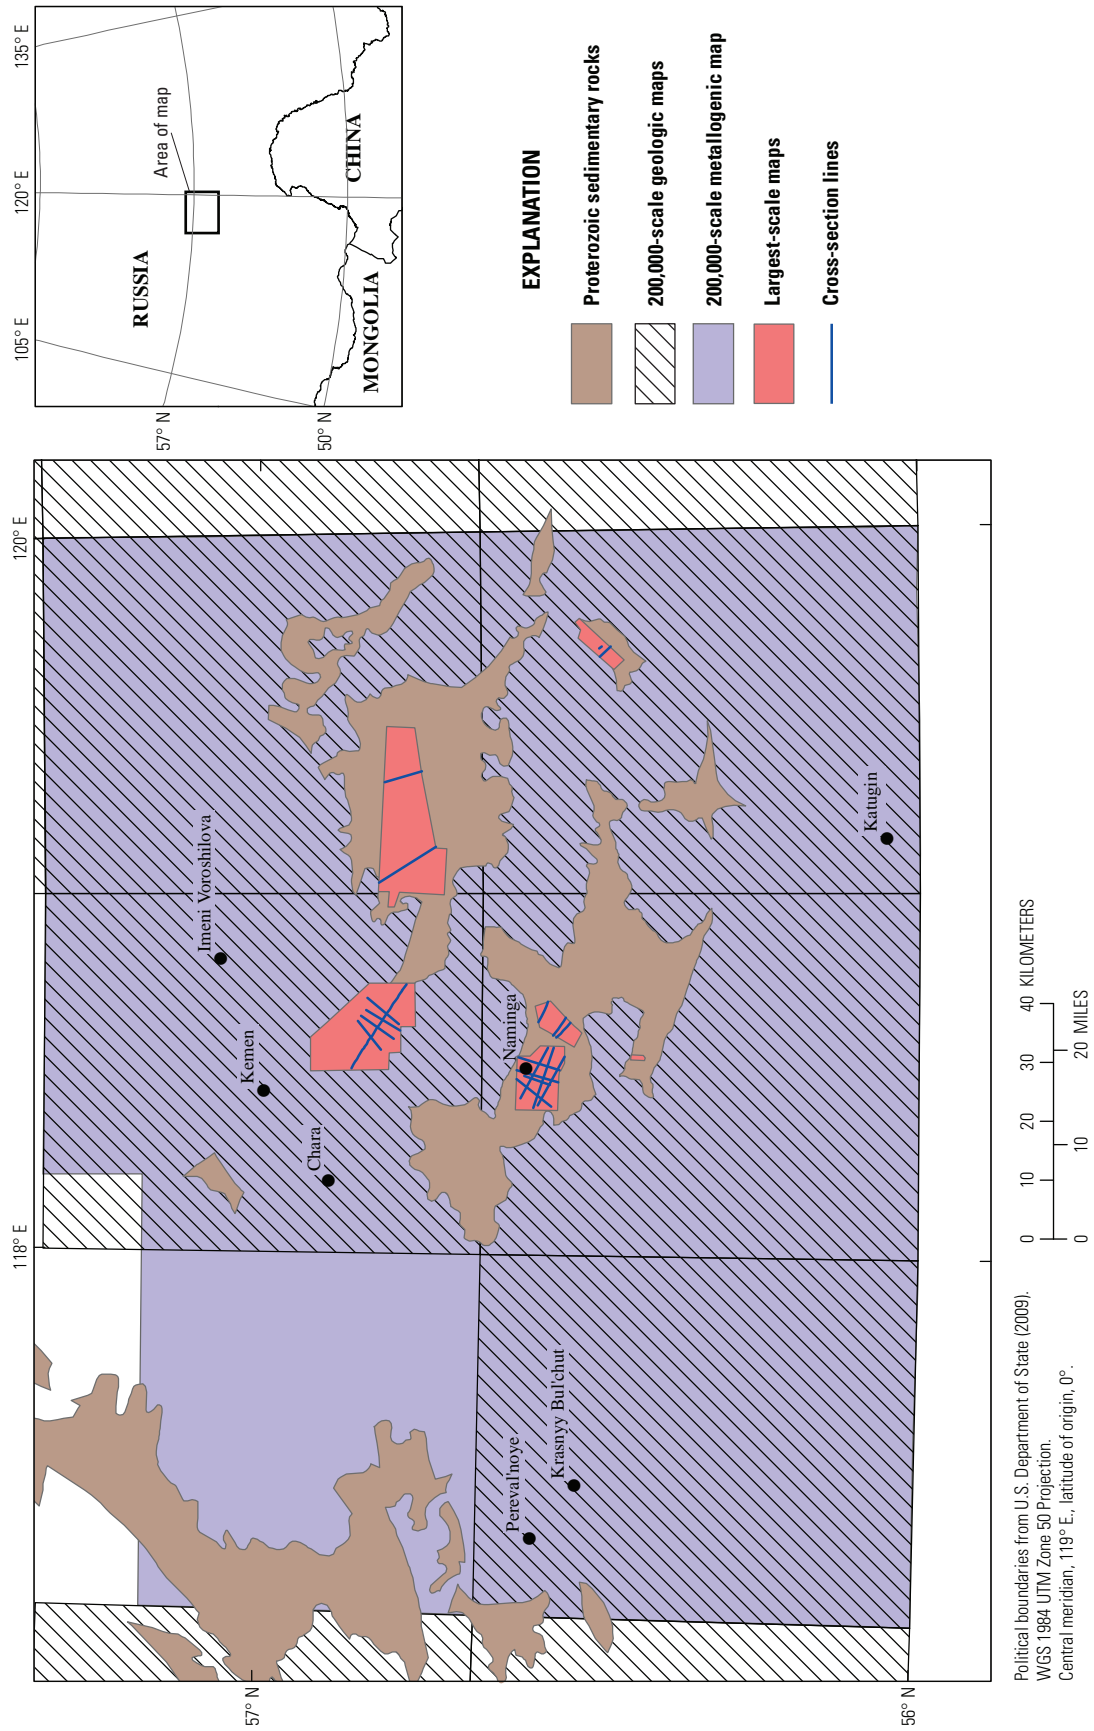 118° E
120° E
57° N
56° N
Imeni Voroshilova
Kemen
Chara
Naminga
Pereval'noye
Krasnyy Bul'chut
Katugin
Political boundaries from U.S. Department of State (2009).
WGS 1984 UTM Zone 50 Projection.
Central meridian, 119° E., latitude of origin, 0°.
0 10 20 30 40 KILOMETERS
0 10 20 MILES
105° E
120° E
135° E
57° N
50° N
RUSSIA
Area of map
MONGOLIA
CHINA
EXPLANATION
Proterozoic sedimentary rocks
200,000-scale geologic maps
200,000-scale metallogenic map
Largest-scale maps
Cross-section lines